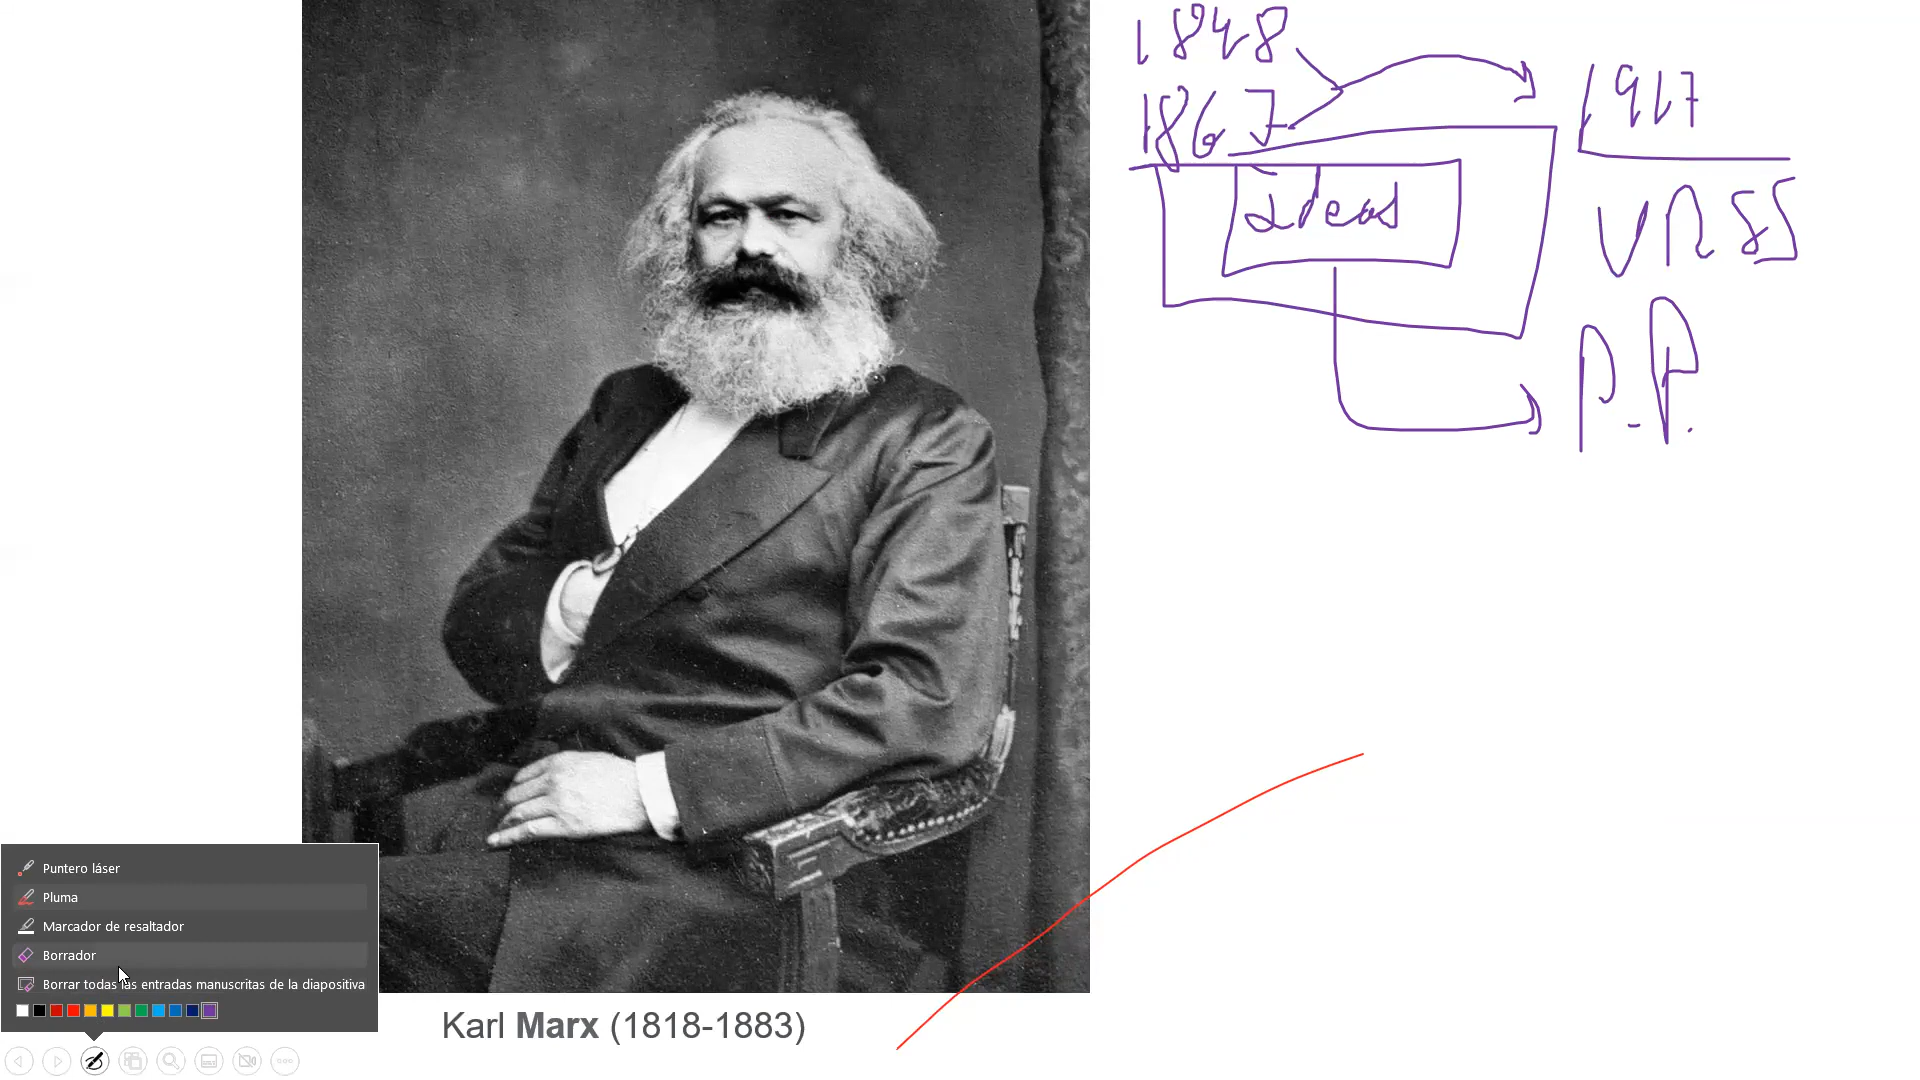 1848
1867
1917
ideas
URSS
P.P.
Puntero láser
Pluma
Marcador de resaltador
Borrador
Borrar todas las entradas manuscritas de la diapositiva
Karl Marx (1818-1883)